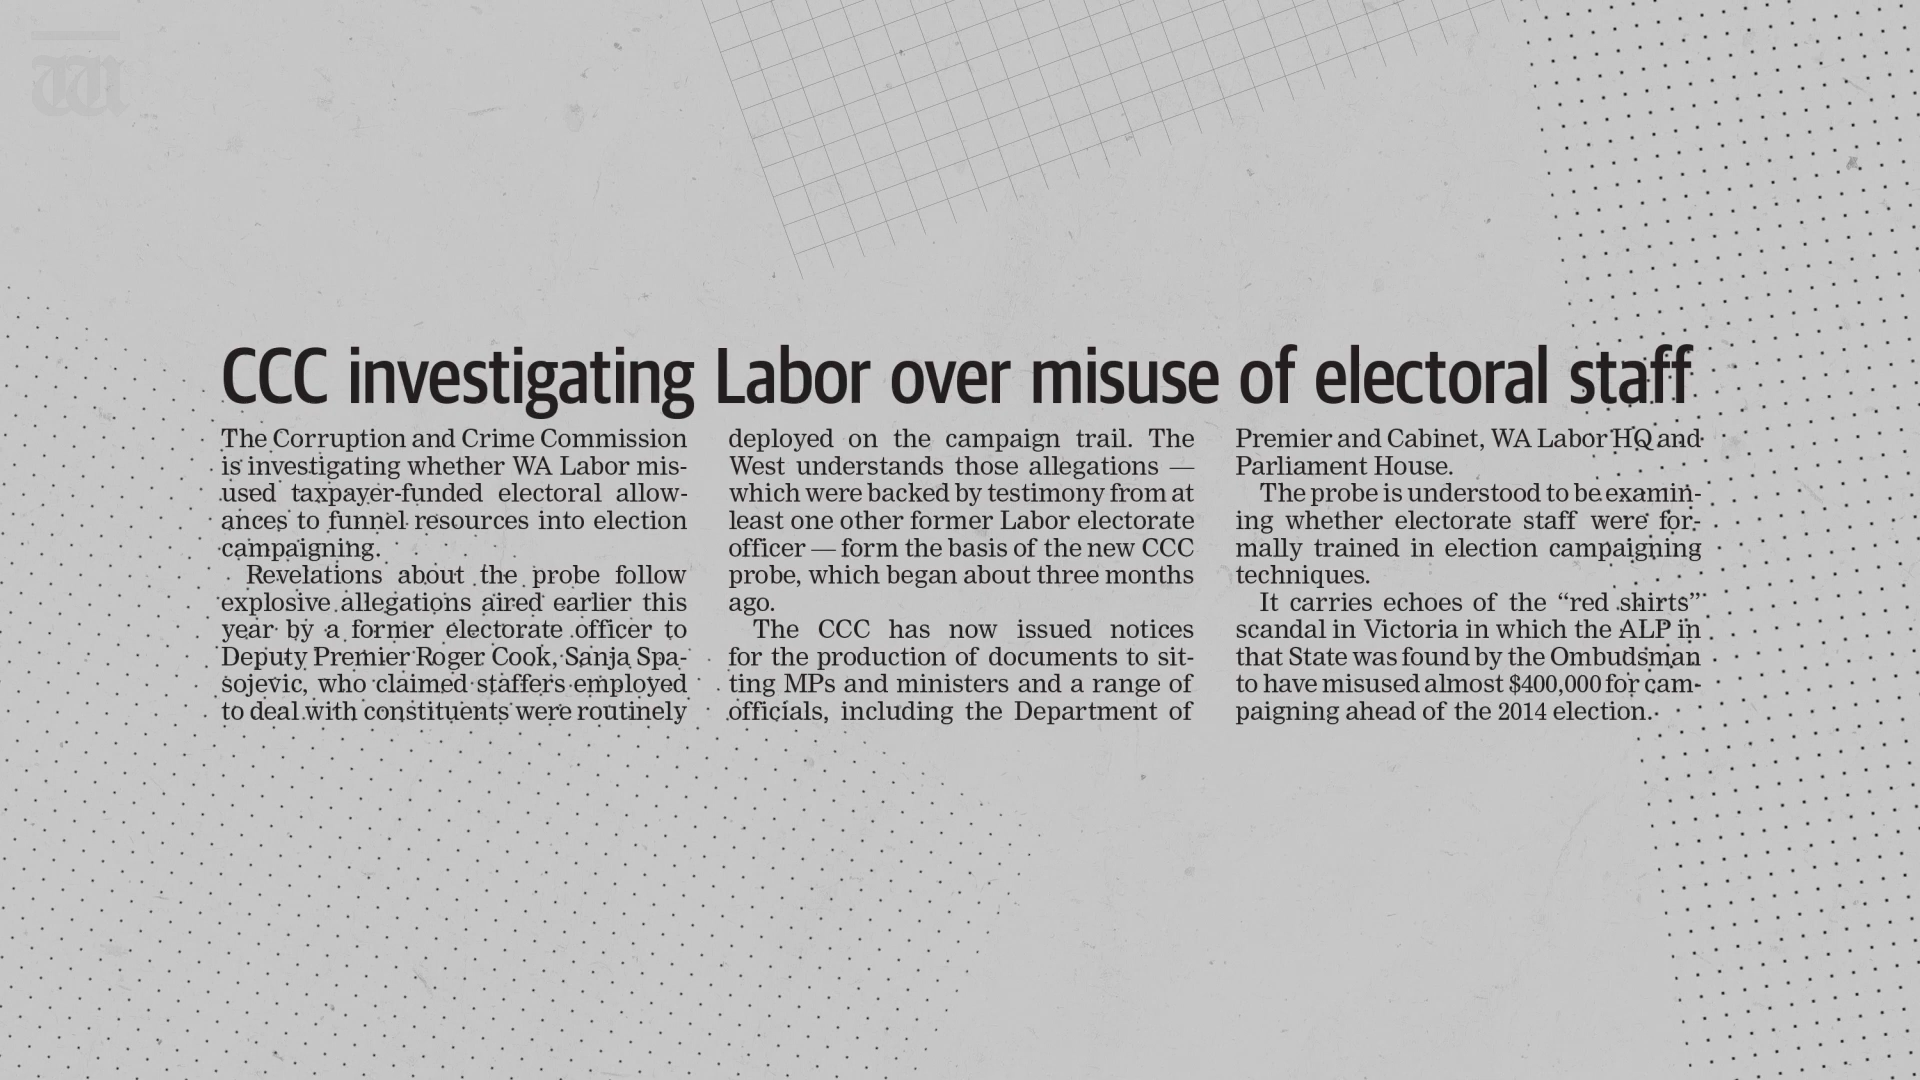 CCC investigating Labor over misuse of electoral staff
The Corruption and Crime Commission
is investigating whether WA Labor mis-
used taxpayer-funded electoral allow-
ances to funnel resources into election
campaigning.
Revelations about the probe follow
explosive allegations aired earlier this
year by a former electorate officer to
Deputy Premier Roger Cook, Sanja Spa-
sojevic, who claimed staffers employed
to deal with constituents were routinely
deployed on the campaign trail. The
West understands those allegations —
which were backed by testimony from at
least one other former Labor electorate
officer — form the basis of the new CCC
probe, which began about three months
ago.
The CCC has now issued notices
for the production of documents to sit-
ting MPs and ministers and a range of
officials, including the Department of
Premier and Cabinet, WA Labor HQ and
Parliament House.
The probe is understood to be examin-
ing whether electorate staff were for-
mally trained in election campaigning
techniques.
It carries echoes of the “red shirts”
scandal in Victoria in which the ALP in
that State was found by the Ombudsman
to have misused almost $400,000 for cam-
paigning ahead of the 2014 election.